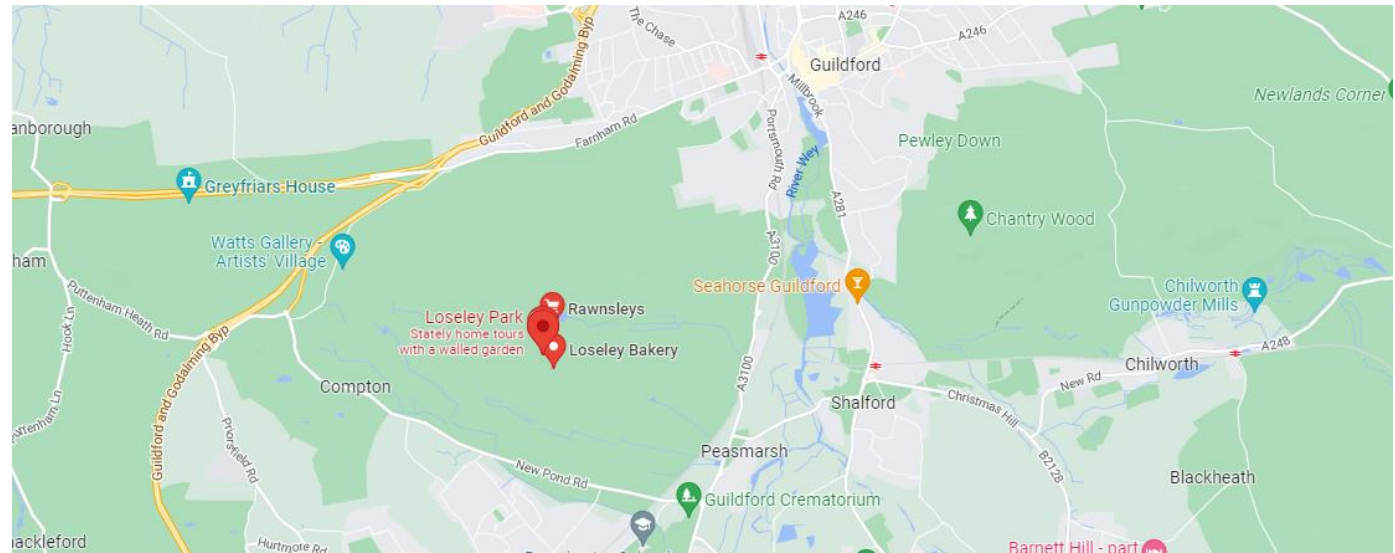 The Chase
A246
A246
A246
Guildford
Millbrook
Newlands Corner
Guildford and Godalming Byp
Farnham Rd
Portsmouth Rd
anborough
Pewley Down
River Wey
Greyfriars House
A281
Chantry Wood
Watts Gallery -
Artists' Village
A3100
ham
Seahorse Guildford
Chilworth
Gunpowder Mills
Puttenham Heath Rd
Hook Ln
Rawnsleys
Loseley Park
Stately home tours
with a walled garden
Loseley Bakery
A248
Chilworth
Guildford and Godalming Byp
Compton
A3100
New Rd
Shalford
Christmas Hill
Priorsfield Rd
Peasmarsh
New Pond Rd
B2128
Blackheath
Guildford Crematorium
ackleford
Hurtmore Rd
Barnett Hill - part